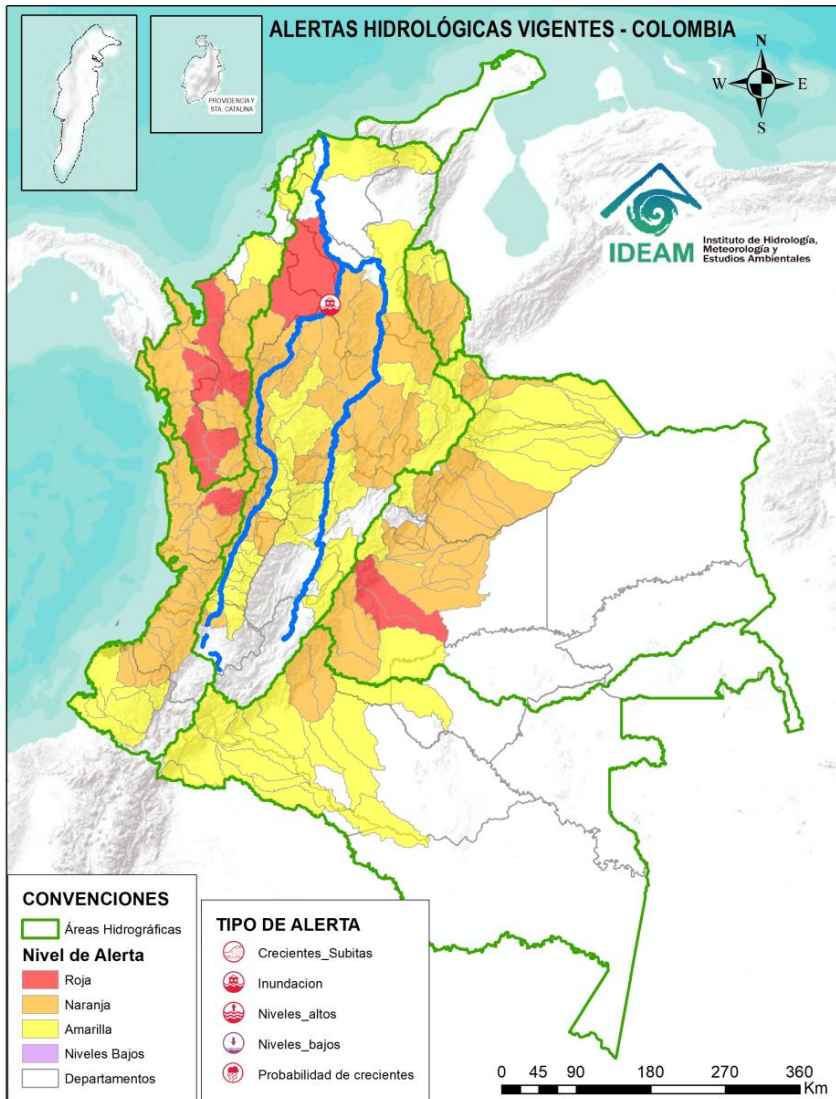 ALERTAS HIDROLÓGICAS VIGENTES - COLOMBIA
PROVIDENCIA Y
STA. CATALINA
N
W
E
S
IDEAM
Instituto de Hidrología,
Meteorología y
Estudios Ambientales
CONVENCIONES
Áreas Hidrográficas
Nivel de Alerta
Roja
Naranja
Amarilla
Niveles Bajos
Departamentos
TIPO DE ALERTA
Crecientes_Subitas
Inundacion
Niveles_altos
Niveles_bajos
Probabilidad de crecientes
0 45 90 180 270 360
Km